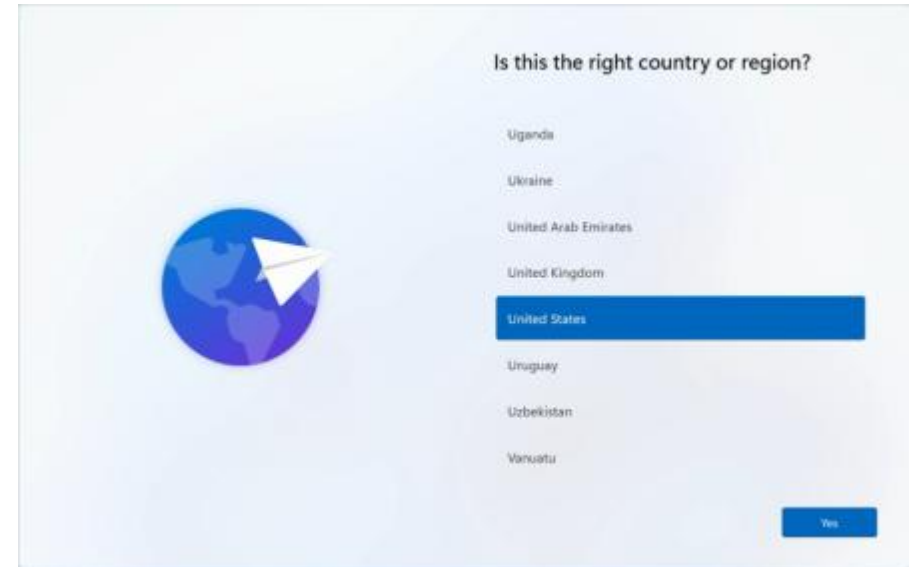 Is this the right country or region?
Uganda
Ukraine
United Arab Emirates
United Kingdom
United States
Uruguay
Uzbekistan
Vanuatu
Yes